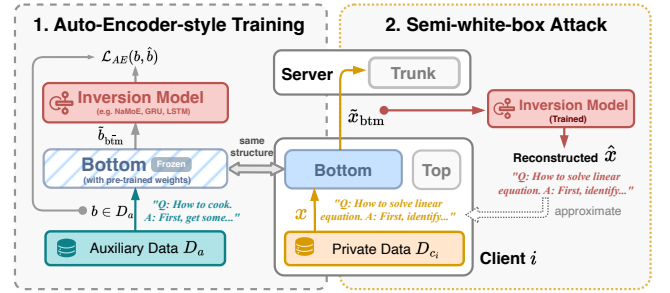 1. Auto-Encoder-style Training
ℒ_AE(b, b̂)
Inversion Model
(e.g. NaMoE, GRU, LSTM)
b̃_btm
Bottom Frozen
(with pre-trained weights)
b ∈ D_a
"Q: How to cook.
A: First, get some..."
Auxiliary Data D_a
same
structure
2. Semi-white-box Attack
Server
Trunk
x̃_btm
Inversion Model
(Trained)
Bottom
Top
Reconstructed x̂
"Q: How to solve linear
equation. A: First, identify..."
x
"Q: How to solve linear
equation. A: First, identify..."
approximate
Private Data D_{c_i}
Client i